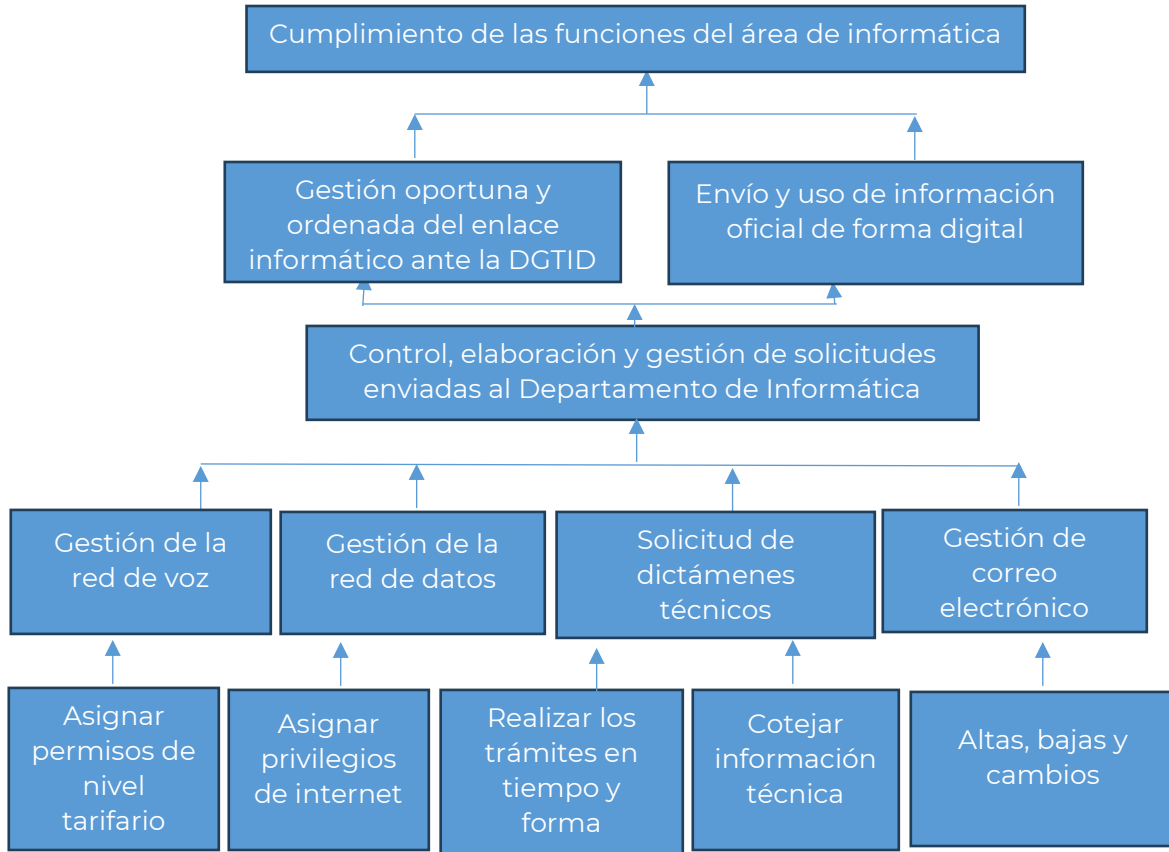 Cumplimiento de las funciones del área de informática
Gestión oportuna y
ordenada del enlace
informático ante la DGTID
Envío y uso de información
oficial de forma digital
Control, elaboración y gestión de solicitudes
enviadas al Departamento de Informática
Gestión de la
red de voz
Gestión de la
red de datos
Solicitud de
dictámenes
técnicos
Gestión de
correo
electrónico
Asignar
permisos de
nivel
tarifario
Asignar
privilegios
de internet
Realizar los
trámites en
tiempo y
forma
Cotejar
información
técnica
Altas, bajas y
cambios